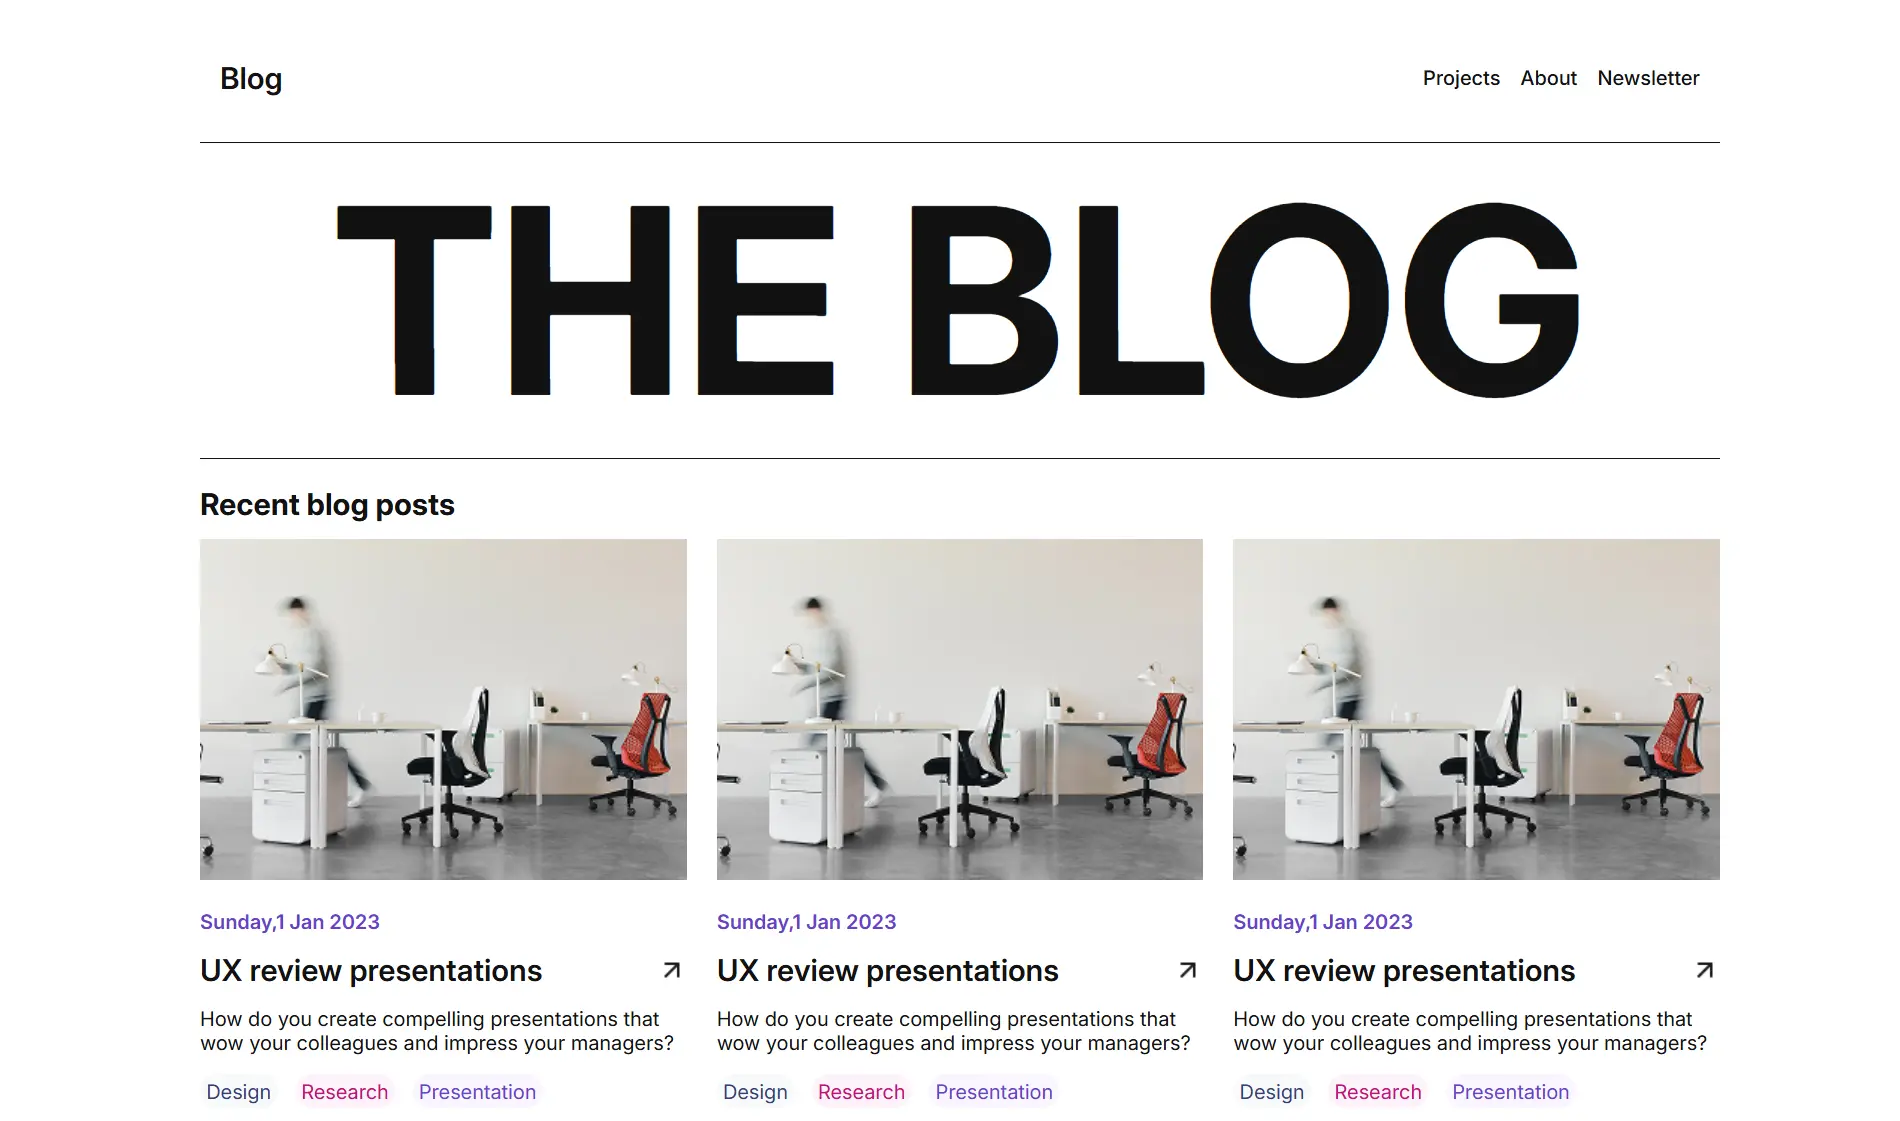 Blog
Projects About Newsletter
THE BLOG
Recent blog posts
Sunday,1 Jan 2023
UX review presentations
How do you create compelling presentations that
wow your colleagues and impress your managers?
Design Research Presentation
Sunday,1 Jan 2023
UX review presentations
How do you create compelling presentations that
wow your colleagues and impress your managers?
Design Research Presentation
Sunday,1 Jan 2023
UX review presentations
How do you create compelling presentations that
wow your colleagues and impress your managers?
Design Research Presentation